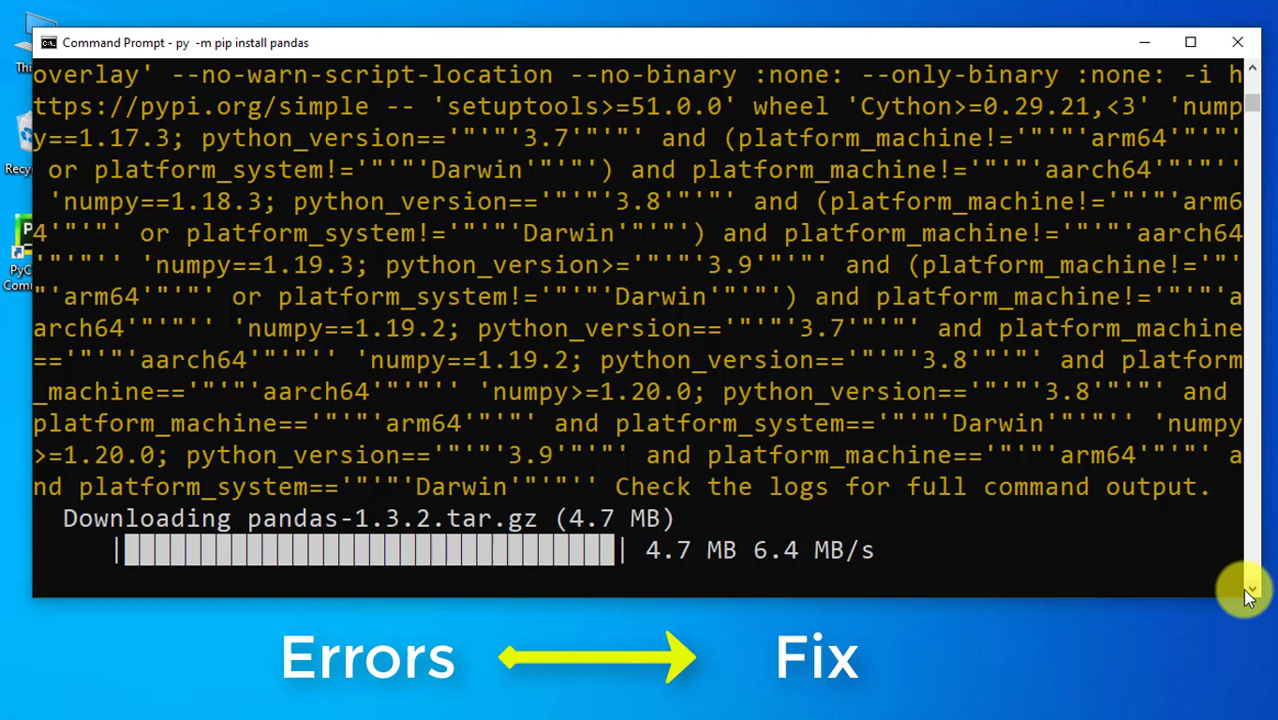 Thi
Command Prompt - py -m pip install pandas
overlay' --no-warn-script-location --no-binary :none: --only-binary :none: -i h
ttps://pypi.org/simple -- 'setuptools>=51.0.0' wheel 'Cython>=0.29.21,<3' 'nump
y==1.17.3; python_version=='"'"'3.7'"'"' and (platform_machine!='"'"'arm64'"'"'
or platform_system!='"'"'Darwin'"'"') and platform_machine!='"'"'aarch64'"'"''
'numpy==1.18.3; python_version=='"'"'3.8'"'"' and (platform_machine!='"'"'arm6
4'"'"' or platform_system!='"'"'Darwin'"'"') and platform_machine!='"'"'aarch64
'"'"'' 'numpy==1.19.3; python_version>='"'"'3.9'"'"' and (platform_machine!='"'
"'arm64'"'"' or platform_system!='"'"'Darwin'"'"') and platform_machine!='"'"'a
arch64'"'"'' 'numpy==1.19.2; python_version=='"'"'3.7'"'"' and platform_machine
=='"'"'aarch64'"'"'' 'numpy==1.19.2; python_version=='"'"'3.8'"'"' and platform
_machine=='"'"'aarch64'"'"'' 'numpy>=1.20.0; python_version=='"'"'3.8'"'"' and
platform_machine=='"'"'arm64'"'"' and platform_system=='"'"'Darwin'"'"'' 'numpy
>=1.20.0; python_version=='"'"'3.9'"'"' and platform_machine=='"'"'arm64'"'"' a
nd platform_system=='"'"'Darwin'"'"'' Check the logs for full command output.
Downloading pandas-1.3.2.tar.gz (4.7 MB)
4.7 MB 6.4 MB/s
Recy
PyC
Comm
Errors Fix